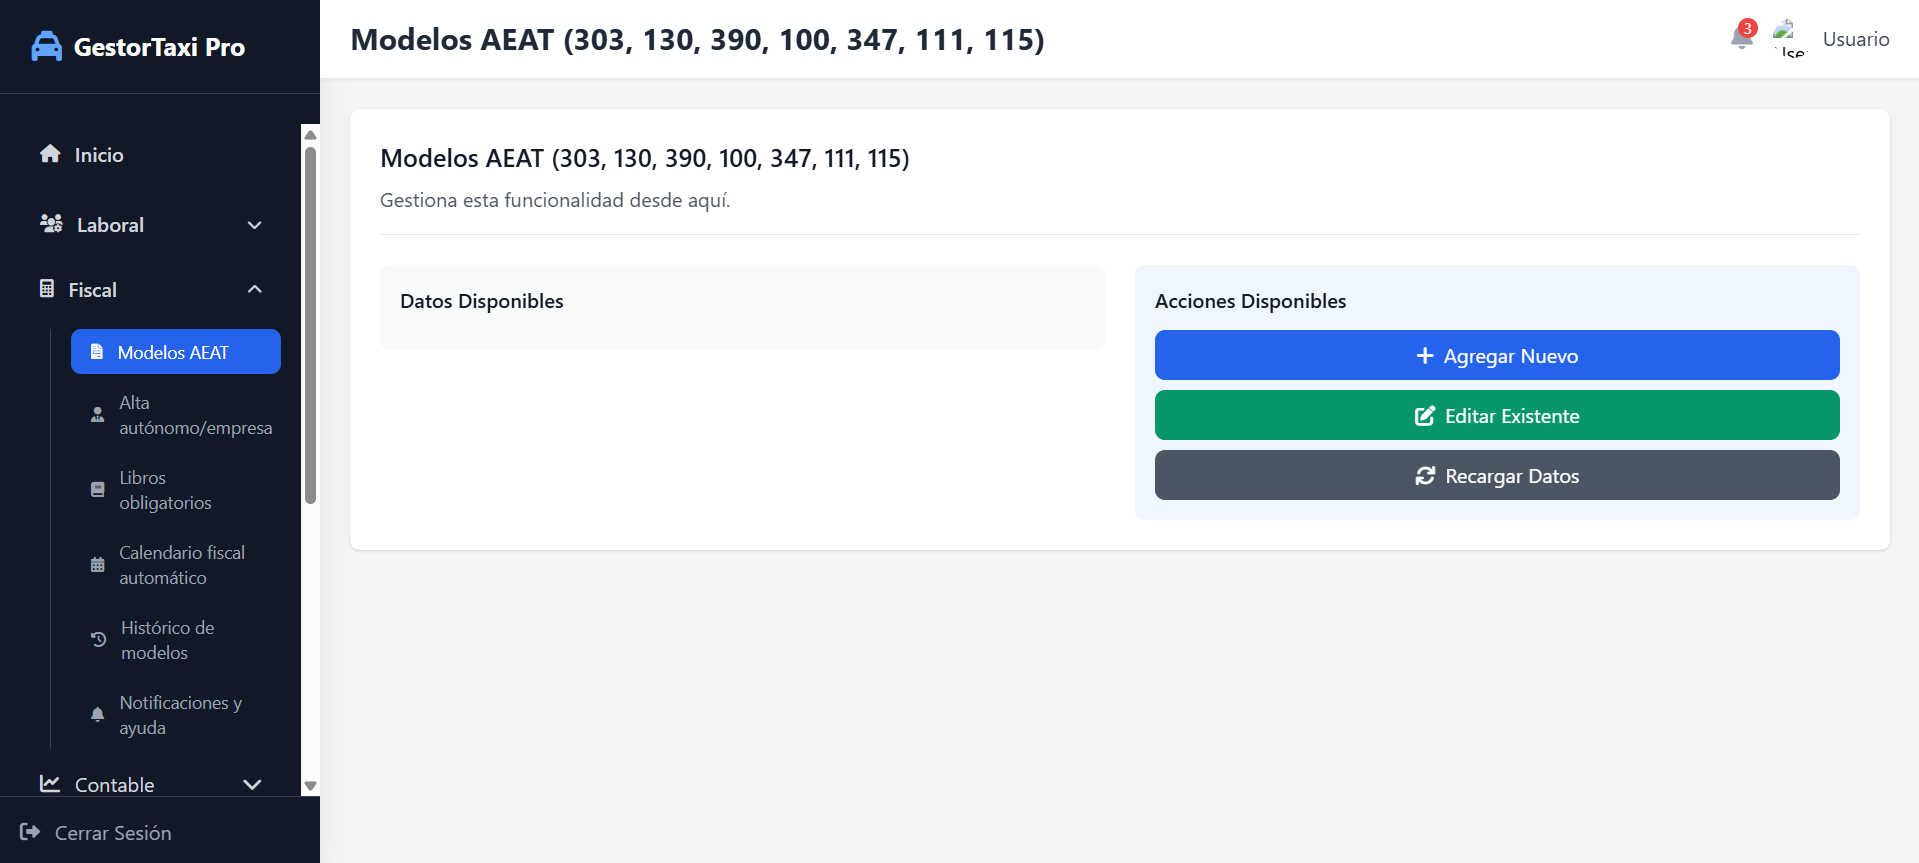 GestorTaxi Pro
Modelos AEAT (303, 130, 390, 100, 347, 111, 115)
3
Usuario
Inicio
Laboral
Fiscal
Modelos AEAT
Alta
autónomo/empresa
Libros
obligatorios
Calendario fiscal
automático
Histórico de
modelos
Notificaciones y
ayuda
Contable
Cerrar Sesión
Modelos AEAT (303, 130, 390, 100, 347, 111, 115)
Gestiona esta funcionalidad desde aquí.
Datos Disponibles
Acciones Disponibles
Agregar Nuevo
Editar Existente
Recargar Datos